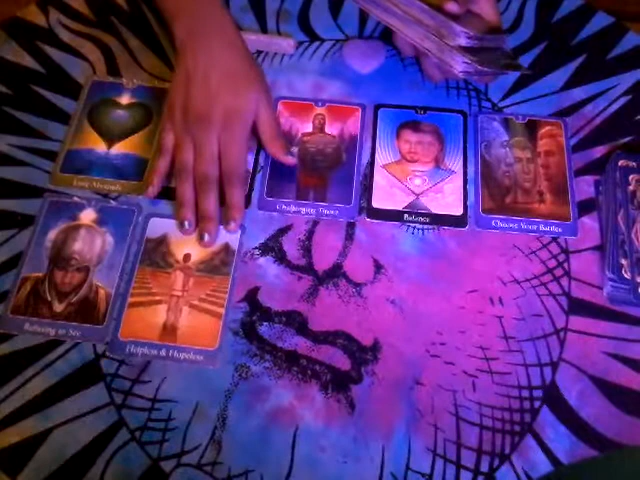 Challenging Times
Balance
Choose Your Battles
Refusing to See
Helpless & Hopeless